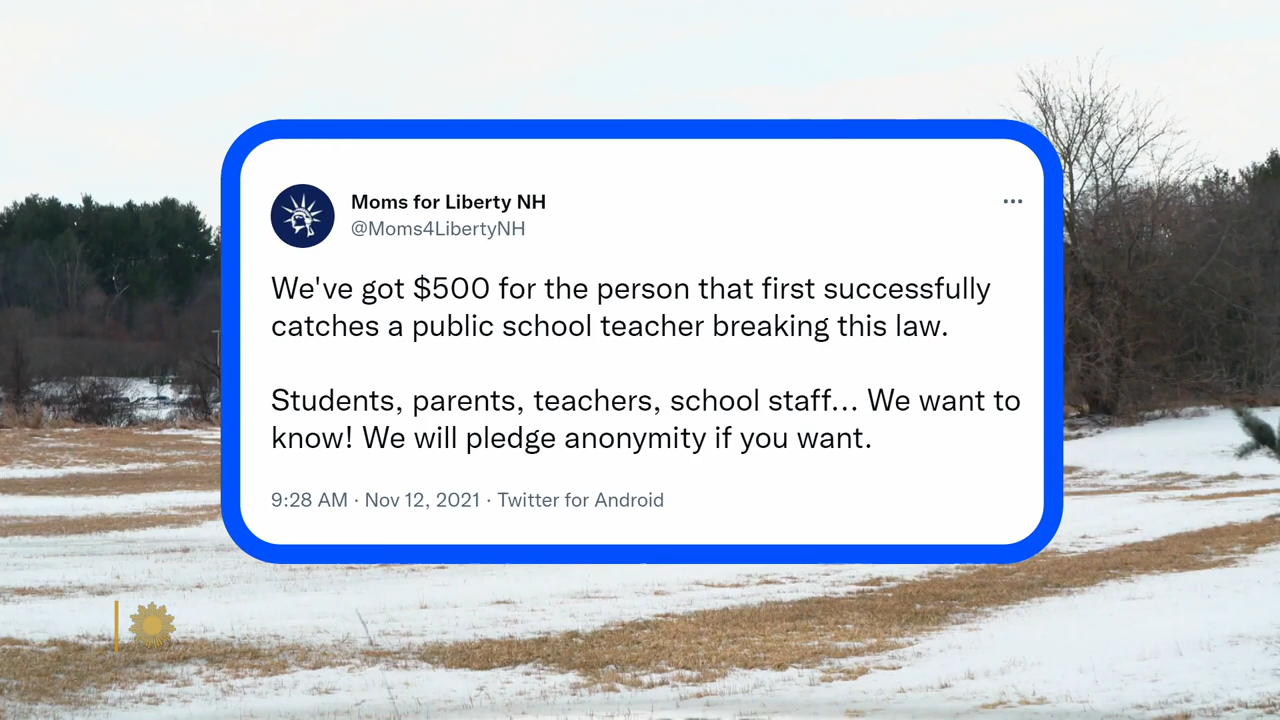 Moms for Liberty NH
@Moms4LibertyNH
We've got $500 for the person that first successfully
catches a public school teacher breaking this law.
Students, parents, teachers, school staff... We want to
know! We will pledge anonymity if you want.
9:28 AM · Nov 12, 2021 · Twitter for Android